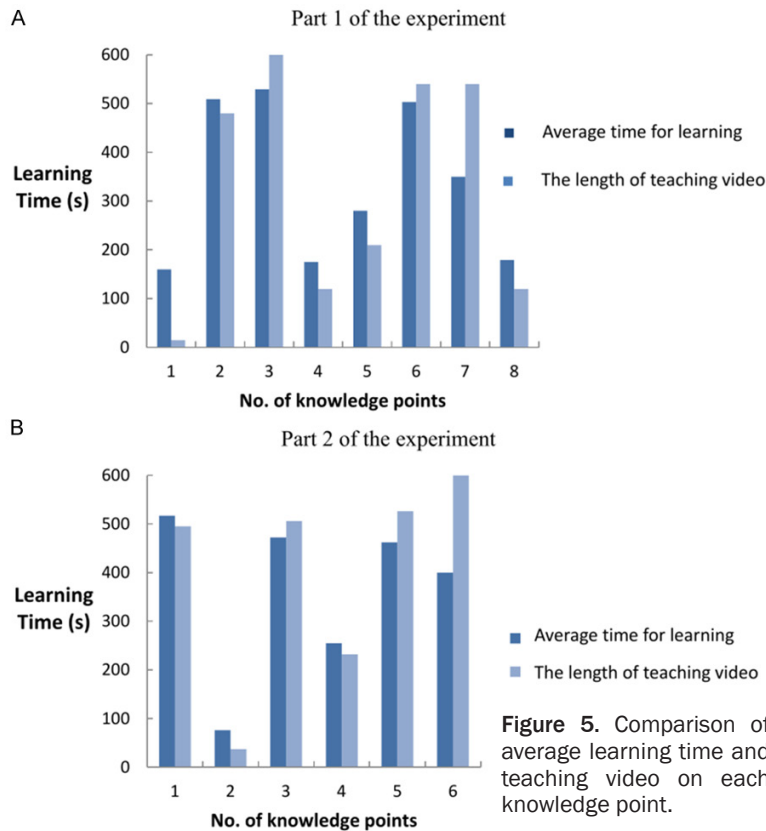 A
Part 1 of the experiment
600
500
400
300
200
100
0
Learning
Time (s)
Average time for learning
The length of teaching video
1 2 3 4 5 6 7 8
No. of knowledge points
B
Part 2 of the experiment
600
500
400
300
200
100
0
Learning
Time (s)
Average time for learning
The length of teaching video
1 2 3 4 5 6
No. of knowledge points
Figure 5. Comparison of
average learning time and
teaching video on each
knowledge point.